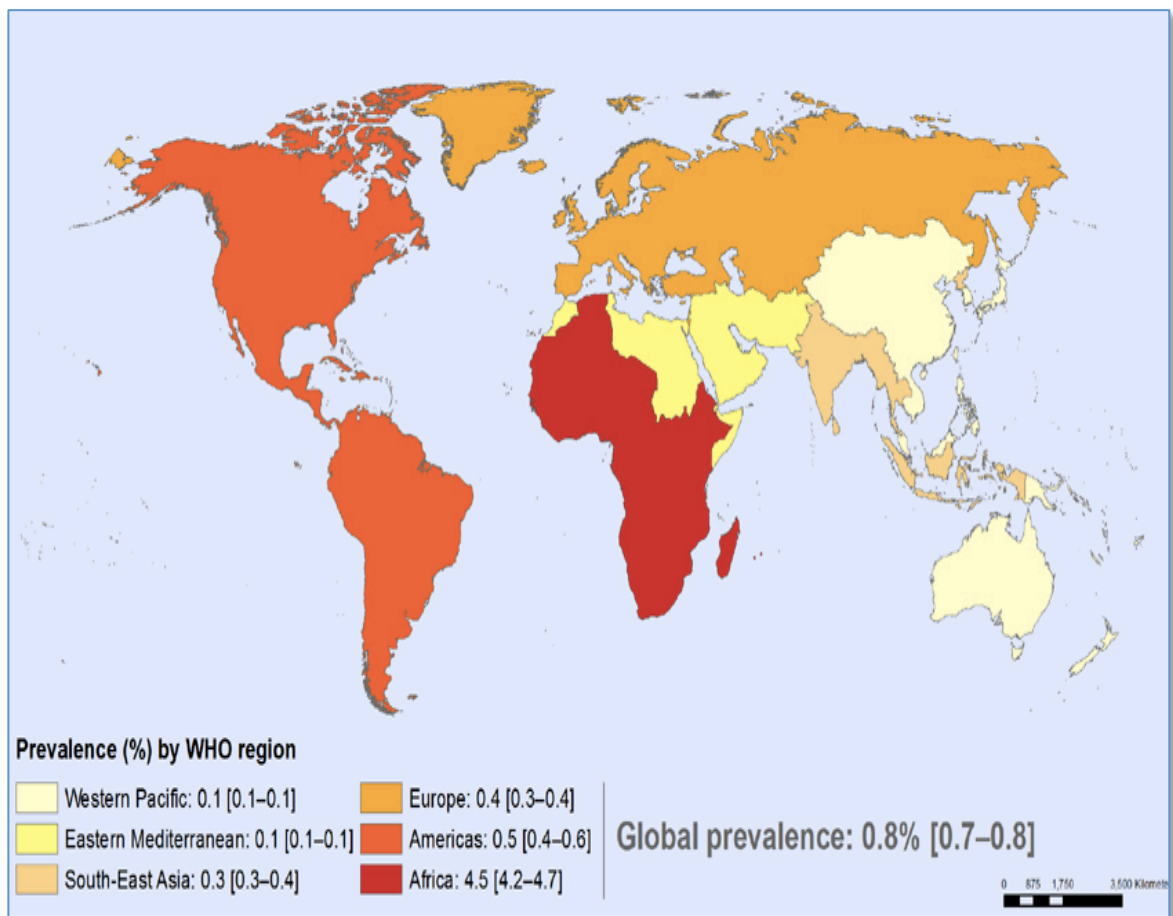 Prevalence (%) by WHO region
Western Pacific: 0.1 [0.1–0.1]
Eastern Mediterranean: 0.1 [0.1–0.1]
South-East Asia: 0.3 [0.3–0.4]
Europe: 0.4 [0.3–0.4]
Americas: 0.5 [0.4–0.6]
Africa: 4.5 [4.2–4.7]
Global prevalence: 0.8% [0.7–0.8]
0 875 1,750 3,500 Kilomete